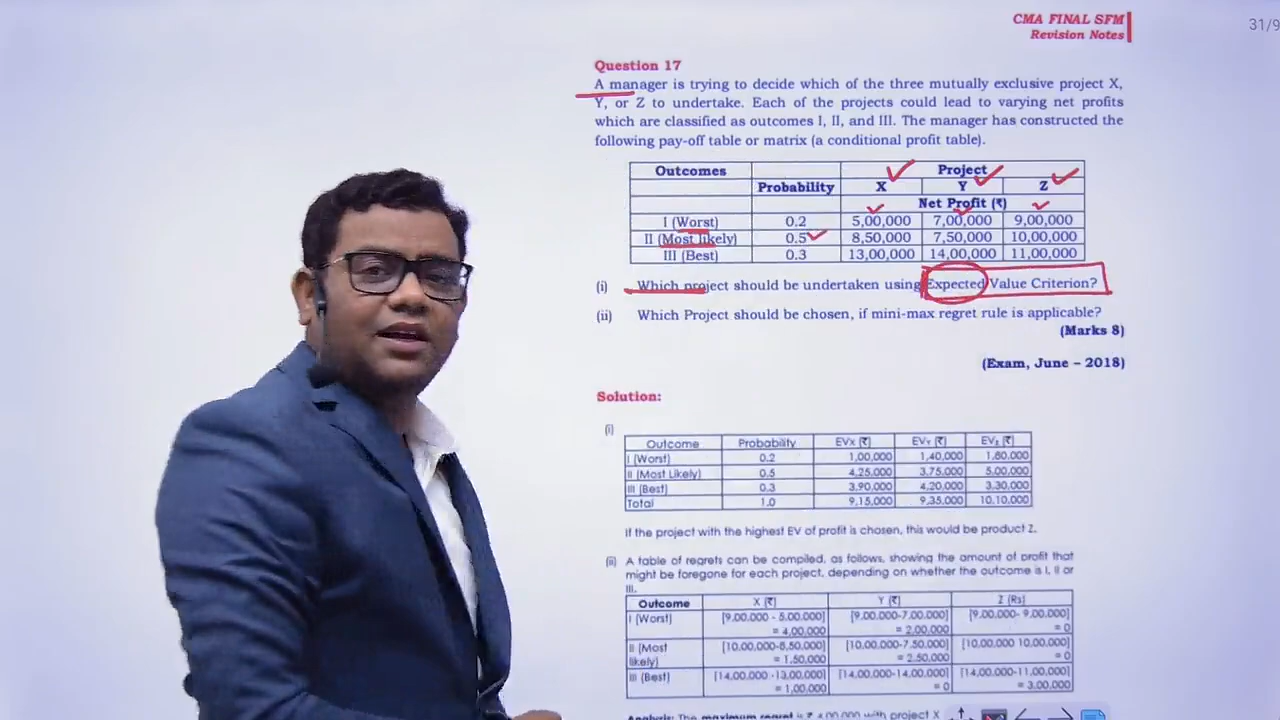 CMA FINAL SFM
Revision Notes
31/9
Question 17
A manager is trying to decide which of the three mutually exclusive project X,
Y, or Z to undertake. Each of the projects could lead to varying net profits
which are classified as outcomes I, II, and III. The manager has constructed the
following pay-off table or matrix (a conditional profit table).
Outcomes Project
Probability X Y Z
Net Profit (₹)
I (Worst) 0.2 5,00,000 7,00,000 9,00,000
II (Most likely) 0.5 8,50,000 7,50,000 10,00,000
III (Best) 0.3 13,00,000 14,00,000 11,00,000
(i) Which project should be undertaken using Expected Value Criterion?
(ii) Which Project should be chosen, if mini-max regret rule is applicable?
(Marks 8)
(Exam, June – 2018)
Solution:
(i)
Outcome Probability EVX (₹) EVY (₹) EVZ (₹)
I (Worst) 0.2 1,00,000 1,40,000 1,80,000
II (Most Likely) 0.5 4,25,000 3,75,000 5,00,000
III (Best) 0.3 3,90,000 4,20,000 3,30,000
Total 1.0 9,15,000 9,35,000 10,10,000
If the project with the highest EV of profit is chosen, this would be product Z.
(ii) A table of regrets can be compiled, as follows, showing the amount of profit that
might be foregone for each project, depending on whether the outcome is I, II or
III.
Outcome X (₹) Y (₹) Z (Rs)
I (Worst) [9,00,000 - 5,00,000] [9,00,000-7,00,000] [9,00,000- 9,00,000]
= 4,00,000 = 2,00,000 = 0
II (Most [10,00,000-8,50,000] [10,00,000-7,50,000] [10,00,000 10,00,000]
likely) = 1,50,000 = 2,50,000 = 0
III (Best) [14,00,000 -13,00,000] [14,00,000-14,00,000] [14,00,000-11,00,000]
= 1,00,000 = 0 = 3,00,000
Analysis: The maximum regret is ₹ 4,00,000 with project X